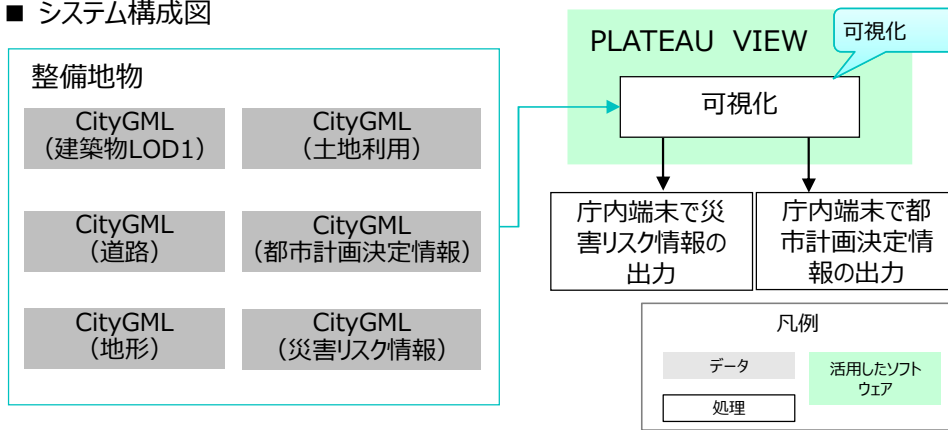 ■ システム構成図
整備地物
CityGML
（建築物LOD1）
CityGML
（土地利用）
CityGML
（道路）
CityGML
（都市計画決定情報）
CityGML
（地形）
CityGML
（災害リスク情報）
PLATEAU VIEW
可視化
可視化
庁内端末で災
害リスク情報の
出力
庁内端末で都
市計画決定情
報の出力
凡例
データ
処理
活用したソフト
ウェア